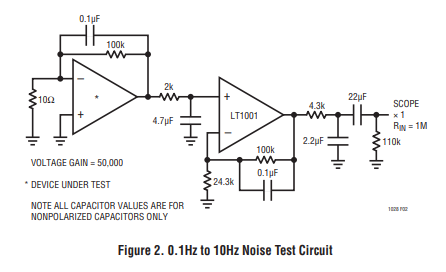 0.1μF
100k
10Ω
–
+
*
2k
4.7μF
+
–
LT1001
4.3k
22μF
SCOPE
× 1
RIN = 1M
2.2μF
110k
100k
0.1μF
24.3k
VOLTAGE GAIN = 50,000
* DEVICE UNDER TEST
NOTE ALL CAPACITOR VALUES ARE FOR
NONPOLARIZED CAPACITORS ONLY
1028 F02
Figure 2. 0.1Hz to 10Hz Noise Test Circuit